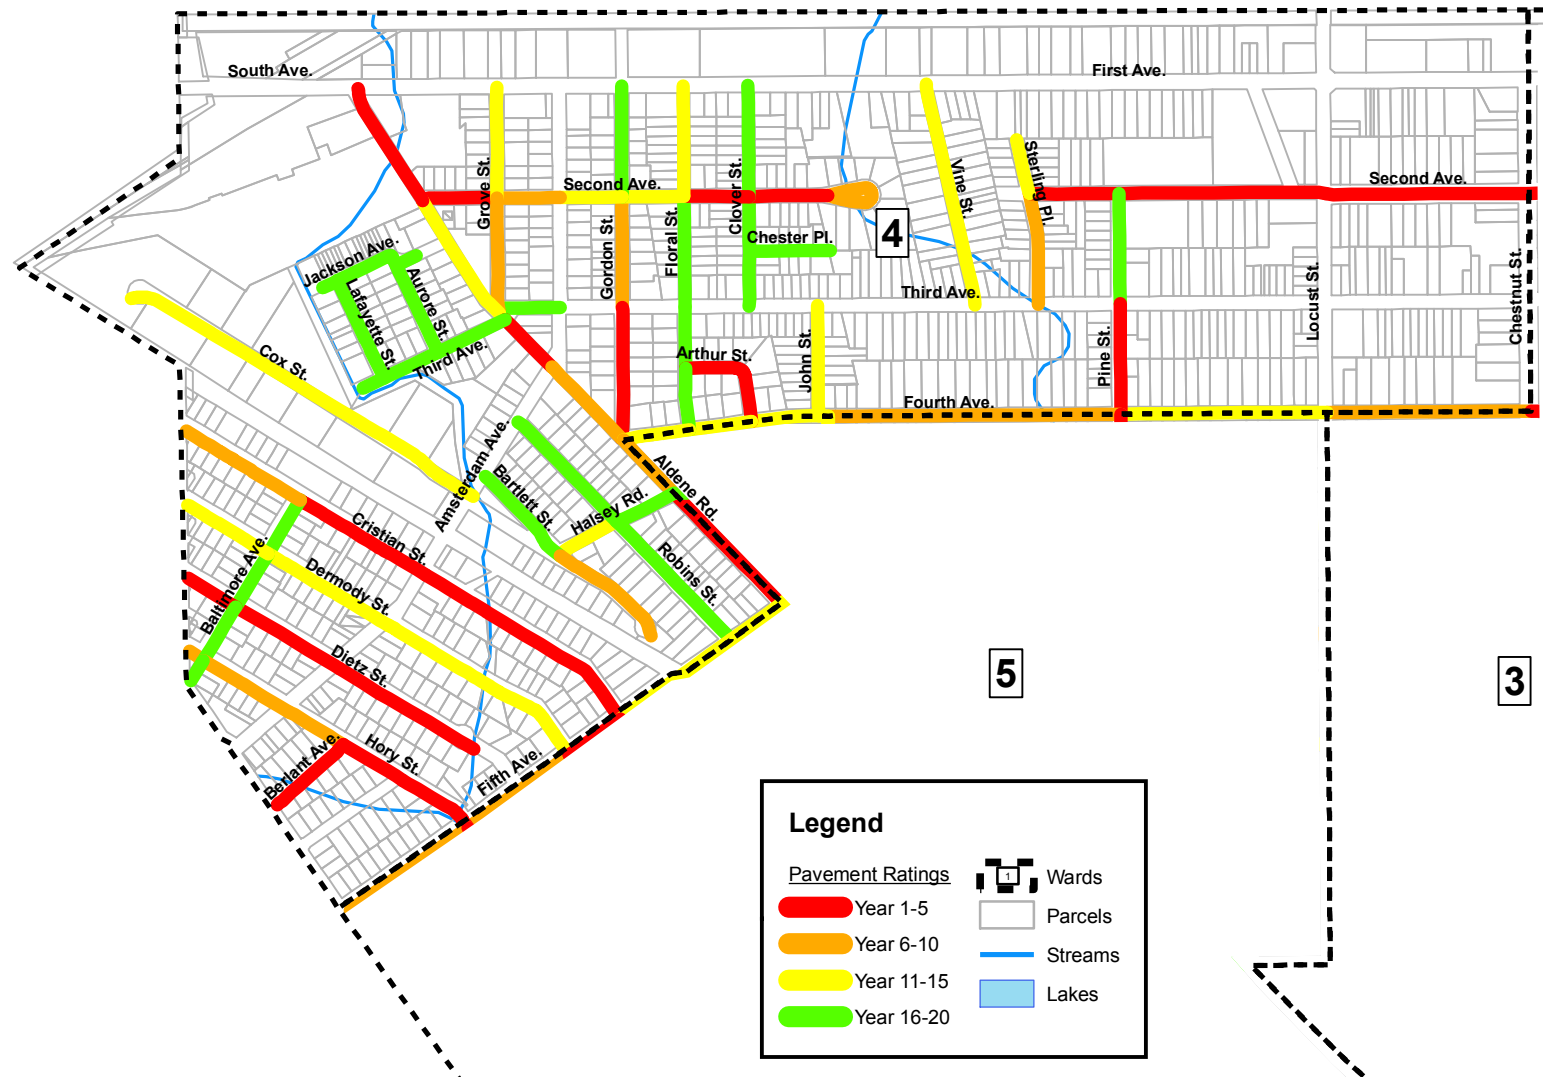 South Ave.
First Ave.
Grove St.
Second Ave.
Clover St.
Vine St.
Sterling Pl.
Second Ave.
Gordon St.
Floral St.
Chester Pl.
4
Jackson Ave.
Aurore St.
Lafayette St.
Third Ave.
Third Ave.
Locust St.
Chestnut St.
Cox St.
Arthur St.
John St.
Pine St.
Fourth Ave.
Amsterdam Ave.
Bartlett St.
Halsey Rd.
Aldene Rd.
Robins St.
Cristian St.
Baltimore Ave.
Dermody St.
Dietz St.
Berlant Ave.
Hory St.
Fifth Ave.
5
3
Legend
Pavement Ratings
Year 1-5
Year 6-10
Year 11-15
Year 16-20
1
Wards
Parcels
Streams
Lakes